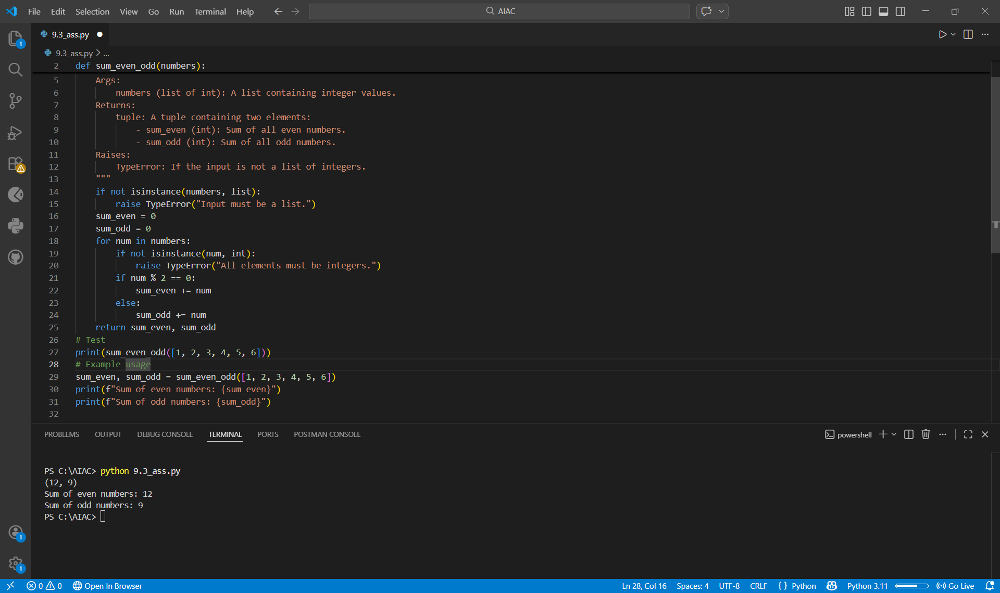 File Edit Selection View Go Run Terminal Help AIAC
9.3_ass.py
1
9.3_ass.py > ...
2 def sum_even_odd(numbers):
5 Args:
6 numbers (list of int): A list containing integer values.
7 Returns:
8 tuple: A tuple containing two elements:
9 - sum_even (int): Sum of all even numbers.
10 - sum_odd (int): Sum of all odd numbers.
11 Raises:
12 TypeError: If the input is not a list of integers.
13 """
14 if not isinstance(numbers, list):
15 raise TypeError("Input must be a list.")
16 sum_even = 0
17 sum_odd = 0
18 for num in numbers:
19 if not isinstance(num, int):
20 raise TypeError("All elements must be integers.")
21 if num % 2 == 0:
22 sum_even += num
23 else:
24 sum_odd += num
25 return sum_even, sum_odd
26 # Test
27 print(sum_even_odd([1, 2, 3, 4, 5, 6]))
28 # Example usage
29 sum_even, sum_odd = sum_even_odd([1, 2, 3, 4, 5, 6])
30 print(f"Sum of even numbers: {sum_even}")
31 print(f"Sum of odd numbers: {sum_odd}")
32
PROBLEMS OUTPUT DEBUG CONSOLE TERMINAL PORTS POSTMAN CONSOLE powershell
PS C:\AIAC> python 9.3_ass.py
(12, 9)
Sum of even numbers: 12
Sum of odd numbers: 9
PS C:\AIAC>
1
1
0 0 Open In Browser Ln 28, Col 16 Spaces: 4 UTF-8 CRLF {} Python Python 3.11 Go Live